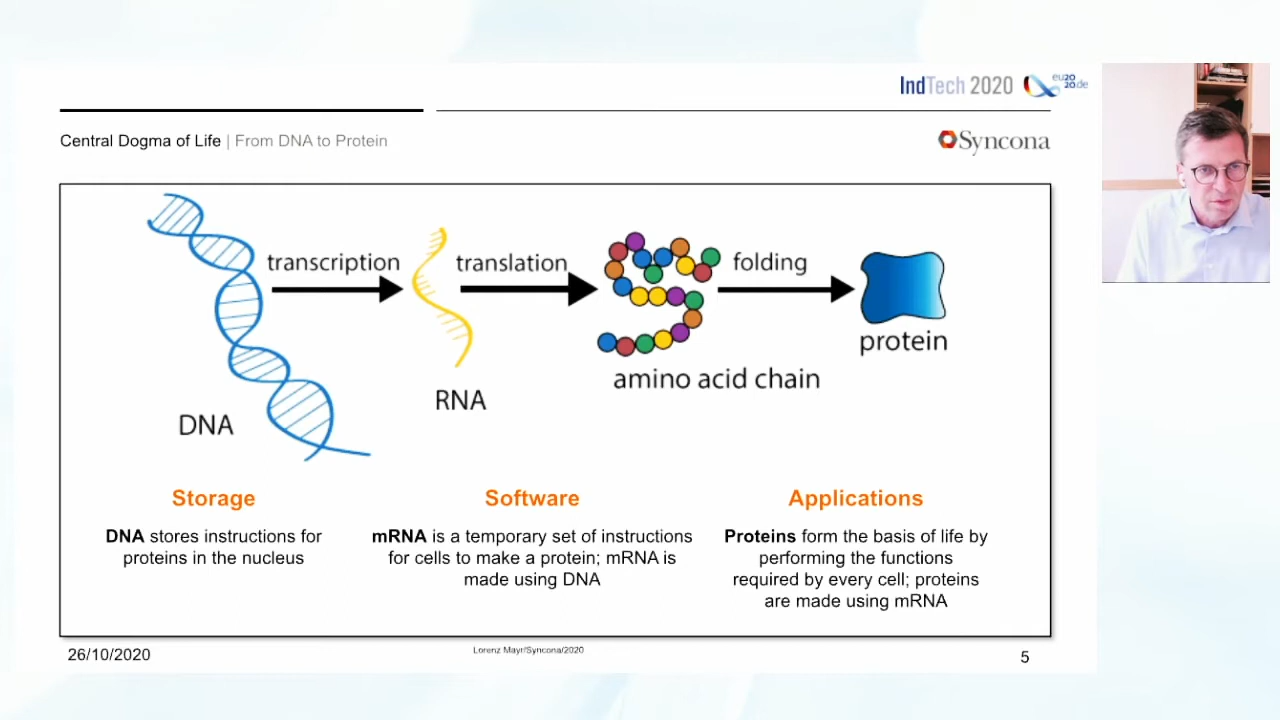 IndTech 2020
eu20
20.de
Central Dogma of Life | From DNA to Protein
Syncona
transcription
translation
folding
protein
amino acid chain
RNA
DNA
Storage
DNA stores instructions for
proteins in the nucleus
Software
mRNA is a temporary set of instructions
for cells to make a protein; mRNA is
made using DNA
Applications
Proteins form the basis of life by
performing the functions
required by every cell; proteins
are made using mRNA
26/10/2020
Lorenz Mayr/Syncona/2020
5